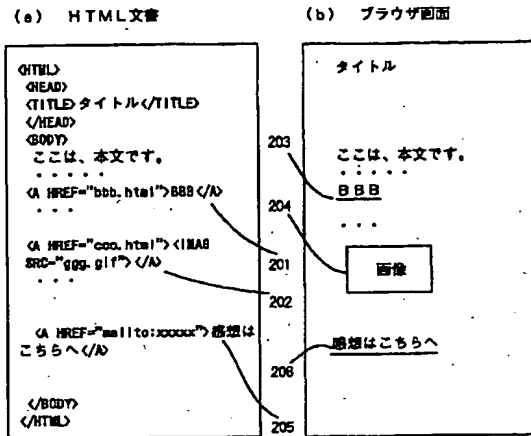 (a) HTML文書
<HTML>
<HEAD>
<TITLE>タイトル</TITLE>
</HEAD>
<BODY>
ここは、本文です。
・・・・・
<A HREF="bbb.html">BBB</A>
・・・
<A HREF="ccc.html"><IMAG
SRC="ggg.gif"></A>
・・・
<A HREF="mailto:xxxxx">感想は
こちらへ</A>
</BODY>
</HTML>
203
204
201
202
206
205
(b) ブラウザ画面
タイトル
ここは、本文です。
・・・・・
BBB
・・・
画像
感想はこちらへ